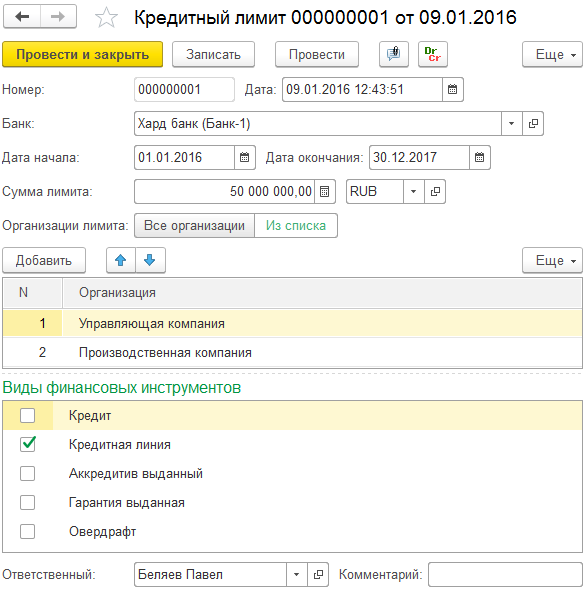 Кредитный лимит 000000001 от 09.01.2016
Провести и закрыть Записать Провести Dr Cr Еще
Номер: 000000001 Дата: 09.01.2016 12:43:51
Банк: Хард банк (Банк-1)
Дата начала: 01.01.2016 Дата окончания: 30.12.2017
Сумма лимита: 50 000 000,00 RUB
Организации лимита: Все организации Из списка
Добавить Еще
N Организация
1 Управляющая компания
2 Производственная компания
Виды финансовых инструментов
Кредит
Кредитная линия
Аккредитив выданный
Гарантия выданная
Овердрафт
Ответственный: Беляев Павел Комментарий: